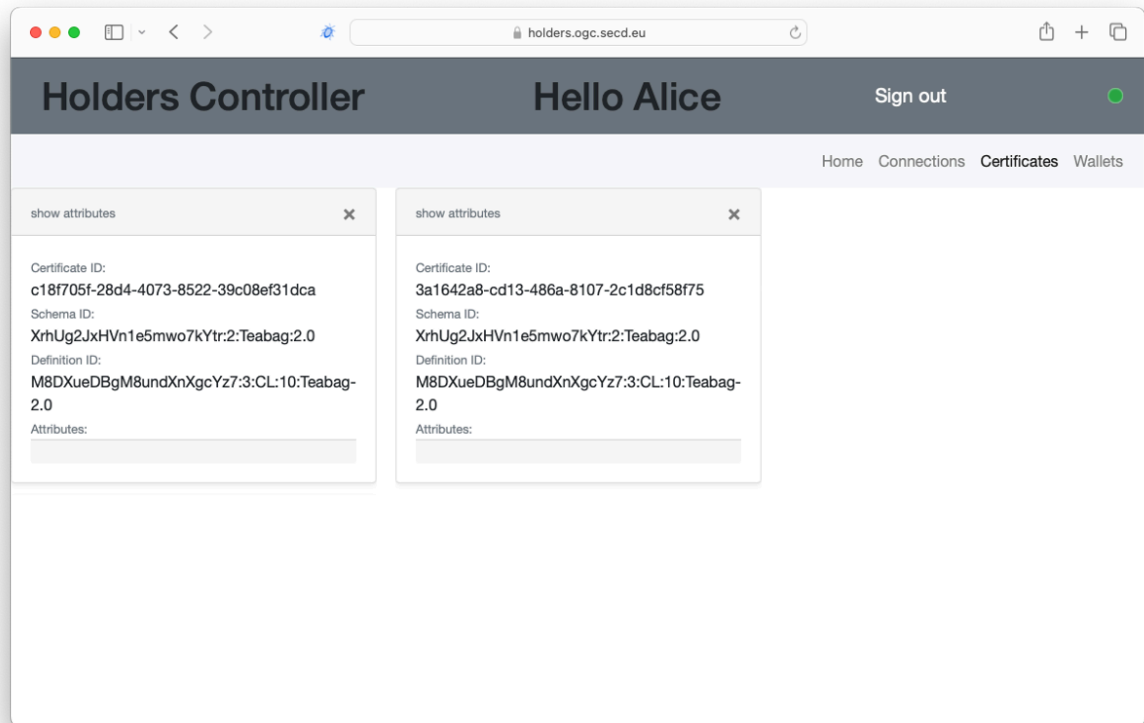 holders.ogc.secd.eu
Holders Controller Hello Alice Sign out
Home Connections Certificates Wallets
show attributes
Certificate ID:
c18f705f-28d4-4073-8522-39c08ef31dca
Schema ID:
XrhUg2JxHVn1e5mwo7kYtr:2:Teabag:2.0
Definition ID:
M8DXueDBgM8undXnXgcYz7:3:CL:10:Teabag-
2.0
Attributes:
show attributes
Certificate ID:
3a1642a8-cd13-486a-8107-2c1d8cf58f75
Schema ID:
XrhUg2JxHVn1e5mwo7kYtr:2:Teabag:2.0
Definition ID:
M8DXueDBgM8undXnXgcYz7:3:CL:10:Teabag-
2.0
Attributes: